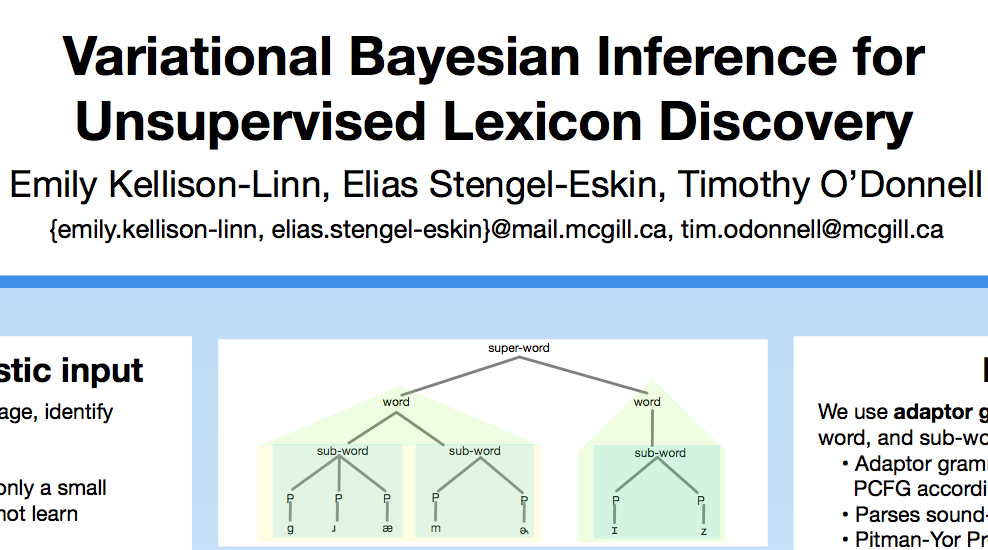 Variational Bayesian Inference for
Unsupervised Lexicon Discovery
Emily Kellison-Linn, Elias Stengel-Eskin, Timothy O’Donnell
{emily.kellison-linn, elias.stengel-eskin}@mail.mcgill.ca, tim.odonnell@mcgill.ca
stic input
age, identify
only a small
not learn
super-word
word word
sub-word sub-word sub-word
P P P P P P P
g ɹ æ m ɚ ɪ z
We use adaptor g
word, and sub-wo
• Adaptor gram
PCFG accordi
• Parses sound-
• Pitman-Yor Pr